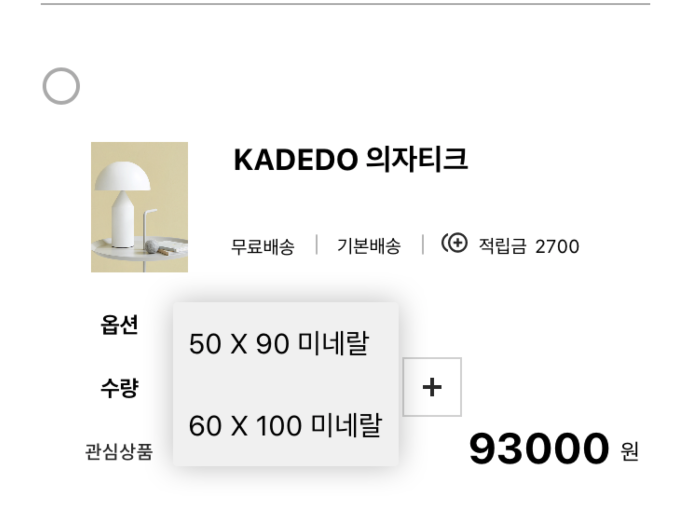 KADEDO 의자티크
무료배송 | 기본배송 | 적립금 2700
옵션
50 X 90 미네랄
수량
+
60 X 100 미네랄
관심상품
93000 원